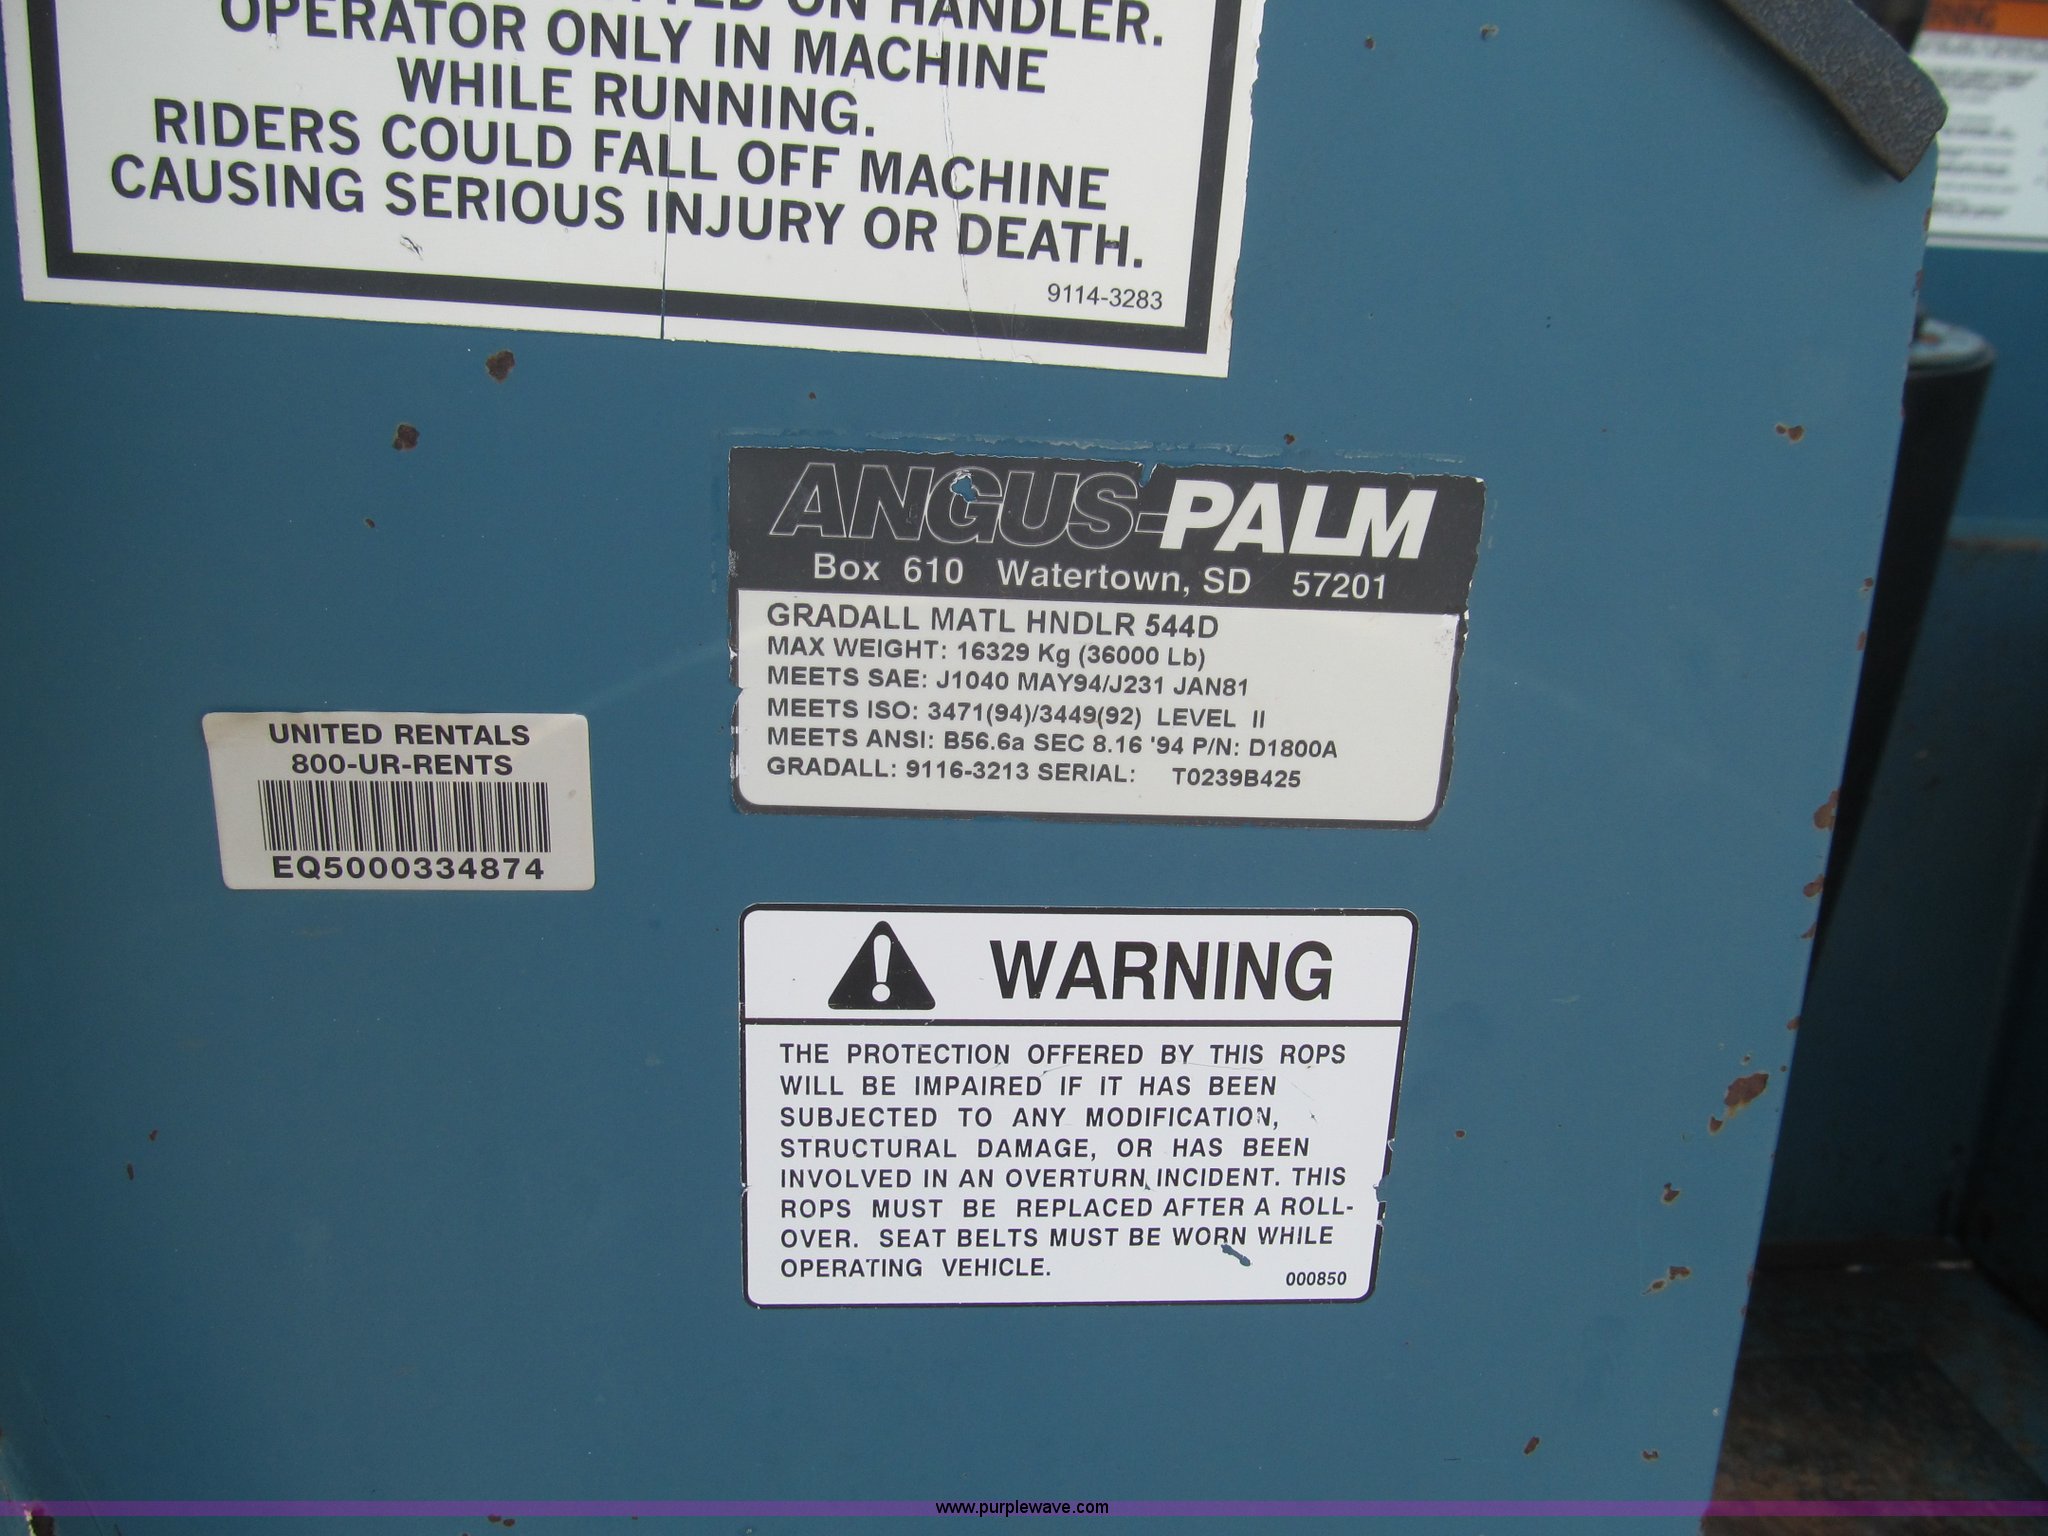 ON HANDLER.
OPERATOR ONLY IN MACHINE
WHILE RUNNING.
RIDERS COULD FALL OFF MACHINE
CAUSING SERIOUS INJURY OR DEATH.
9114-3283
ANGUS-PALM
Box 610 Watertown, SD 57201
GRADALL MATL HNDLR 544D
MAX WEIGHT: 16329 Kg (36000 Lb)
MEETS SAE: J1040 MAY94/J231 JAN81
MEETS ISO: 3471(94)/3449(92) LEVEL II
MEETS ANSI: B56.6a SEC 8.16 '94 P/N: D1800A
GRADALL: 9116-3213 SERIAL: T0239B425
UNITED RENTALS
800-UR-RENTS
EQ5000334874
WARNING
THE PROTECTION OFFERED BY THIS ROPS
WILL BE IMPAIRED IF IT HAS BEEN
SUBJECTED TO ANY MODIFICATION,
STRUCTURAL DAMAGE, OR HAS BEEN
INVOLVED IN AN OVERTURN INCIDENT. THIS
ROPS MUST BE REPLACED AFTER A ROLL-
OVER. SEAT BELTS MUST BE WORN WHILE
OPERATING VEHICLE.
000850
www.purplewave.com